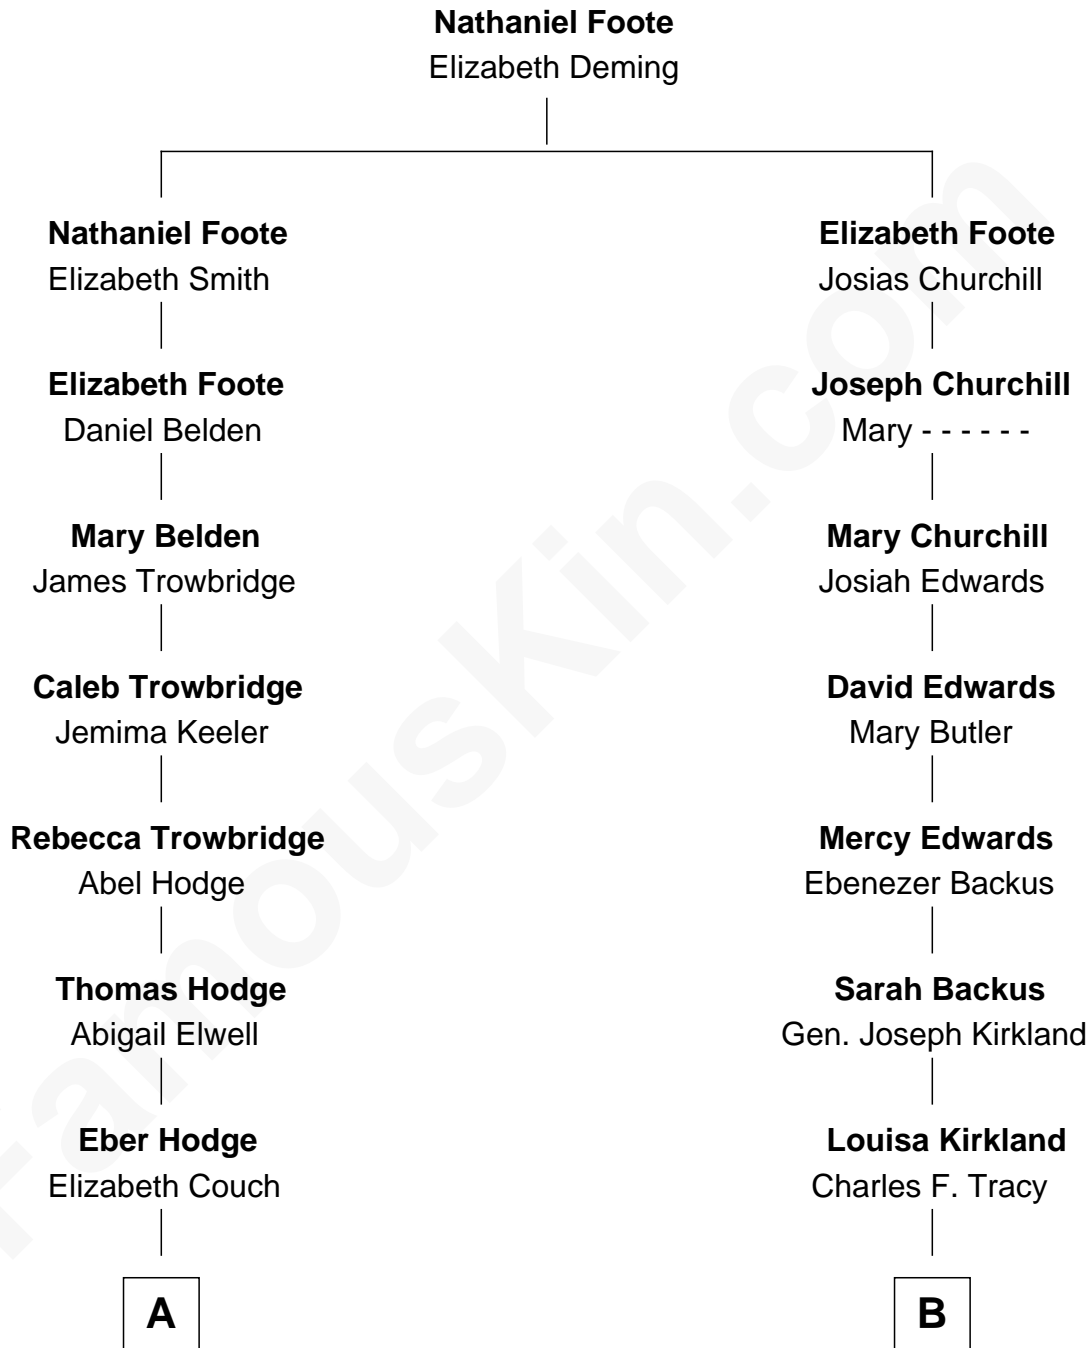 Nathaniel Foote
Elizabeth Deming
Nathaniel Foote
Elizabeth Smith
Elizabeth Foote
Josias Churchill
Elizabeth Foote
Daniel Belden
Joseph Churchill
Mary - - - - - -
Mary Belden
James Trowbridge
Mary Churchill
Josiah Edwards
Caleb Trowbridge
Jemima Keeler
David Edwards
Mary Butler
Rebecca Trowbridge
Abel Hodge
Mercy Edwards
Ebenezer Backus
Thomas Hodge
Abigail Elwell
Sarah Backus
Gen. Joseph Kirkland
Eber Hodge
Elizabeth Couch
Louisa Kirkland
Charles F. Tracy
A
B
FamousKin.com